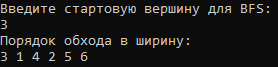 Введите стартовую вершину для BFS:
3
Порядок обхода в ширину:
3 1 4 2 5 6